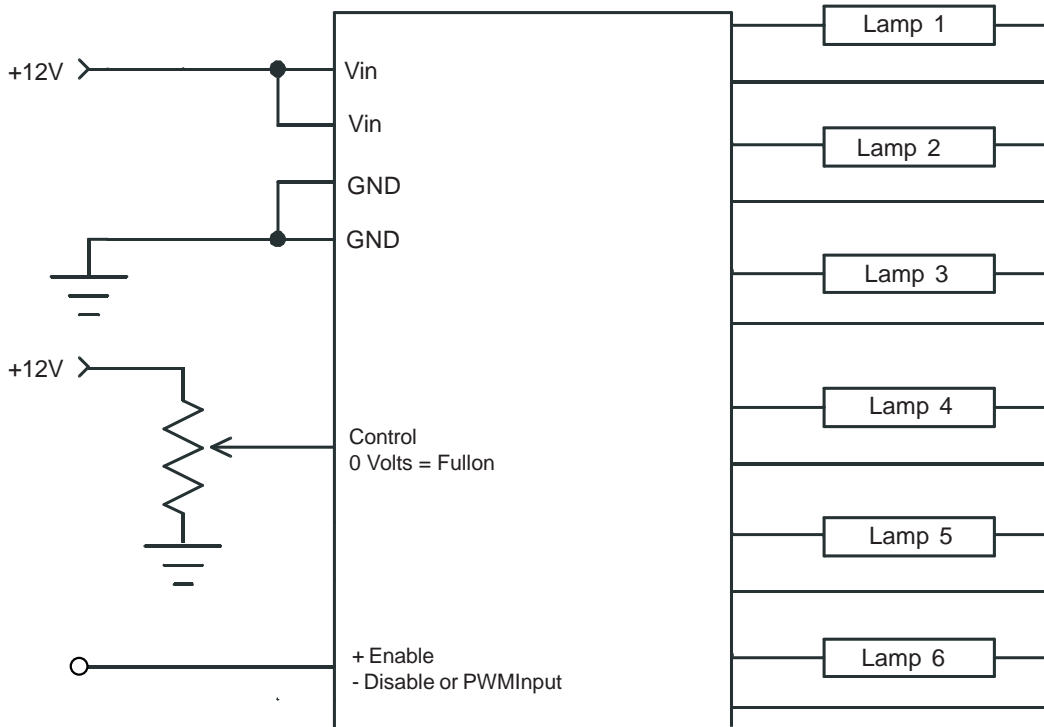 +12V
Vin
Vin
GND
GND
+12V
Control
0 Volts = Fullon
+ Enable
- Disable or PWMInput
Lamp 1
Lamp 2
Lamp 3
Lamp 4
Lamp 5
Lamp 6